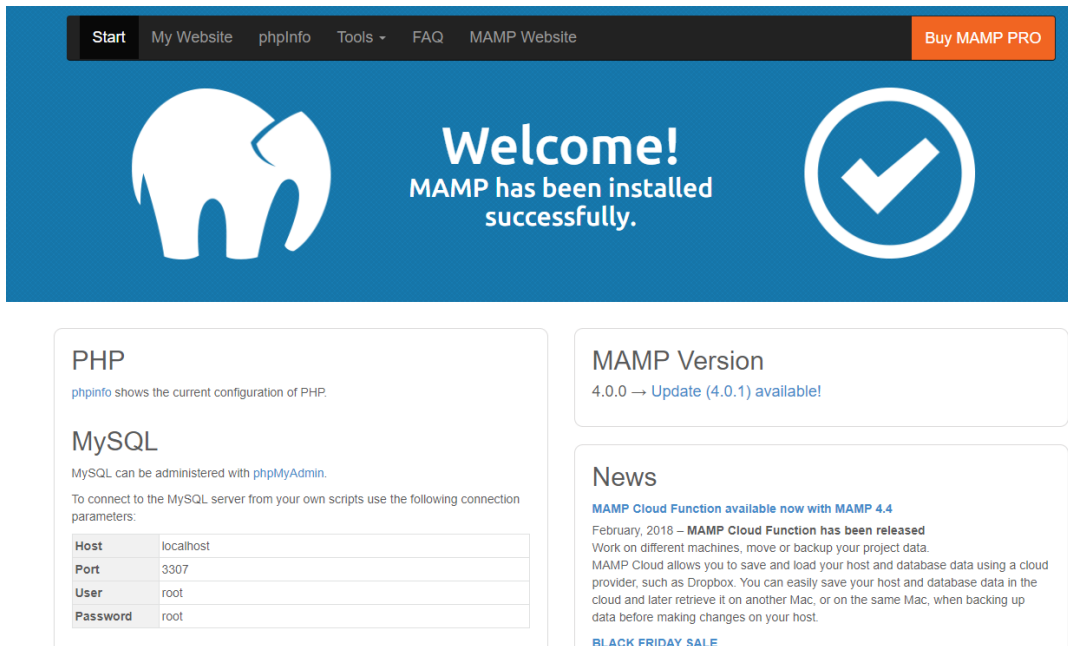 Start My Website phpInfo Tools FAQ MAMP Website Buy MAMP PRO
Welcome!
MAMP has been installed
successfully.
PHP
phpinfo shows the current configuration of PHP.
MySQL
MySQL can be administered with phpMyAdmin.
To connect to the MySQL server from your own scripts use the following connection
parameters:
Host localhost
Port 3307
User root
Password root
MAMP Version
4.0.0 → Update (4.0.1) available!
News
MAMP Cloud Function available now with MAMP 4.4
February, 2018 – MAMP Cloud Function has been released
Work on different machines, move or backup your project data.
MAMP Cloud allows you to save and load your host and database data using a cloud
provider, such as Dropbox. You can easily save your host and database data in the
cloud and later retrieve it on another Mac, or on the same Mac, when backing up
data before making changes on your host.
BLACK FRIDAY SALE